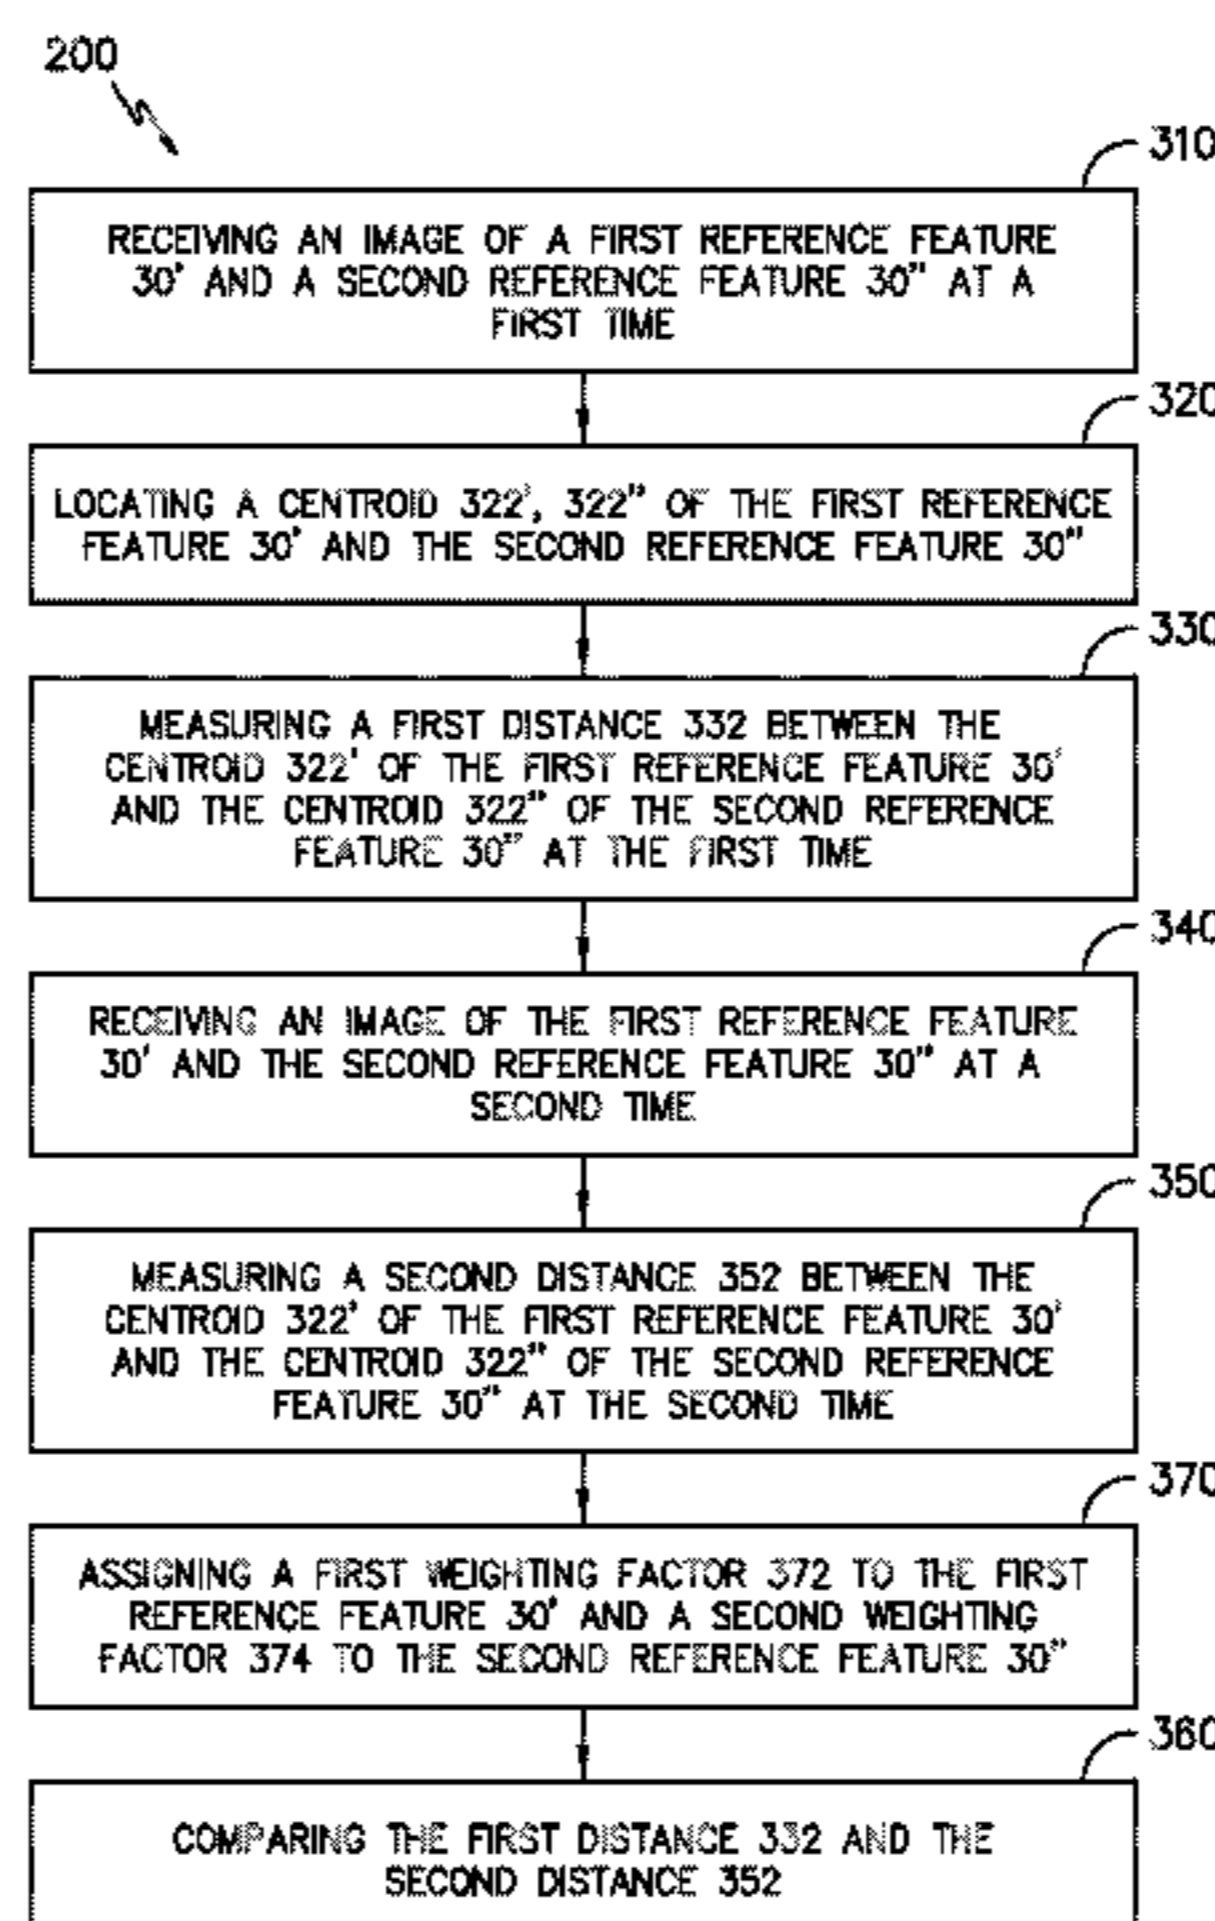 200
310
RECEIVING AN IMAGE OF A FIRST REFERENCE FEATURE
30' AND A SECOND REFERENCE FEATURE 30" AT A
FIRST TIME
320
LOCATING A CENTROID 322', 322" OF THE FIRST REFERENCE
FEATURE 30' AND THE SECOND REFERENCE FEATURE 30"
330
MEASURING A FIRST DISTANCE 332 BETWEEN THE
CENTROID 322' OF THE FIRST REFERENCE FEATURE 30'
AND THE CENTROID 322" OF THE SECOND REFERENCE
FEATURE 30" AT THE FIRST TIME
340
RECEIVING AN IMAGE OF THE FIRST REFERENCE FEATURE
30' AND THE SECOND REFERENCE FEATURE 30" AT A
SECOND TIME
350
MEASURING A SECOND DISTANCE 352 BETWEEN THE
CENTROID 322' OF THE FIRST REFERENCE FEATURE 30'
AND THE CENTROID 322" OF THE SECOND REFERENCE
FEATURE 30" AT THE SECOND TIME
370
ASSIGNING A FIRST WEIGHTING FACTOR 372 TO THE FIRST
REFERENCE FEATURE 30' AND A SECOND WEIGHTING
FACTOR 374 TO THE SECOND REFERENCE FEATURE 30"
360
COMPARING THE FIRST DISTANCE 332 AND THE
SECOND DISTANCE 352